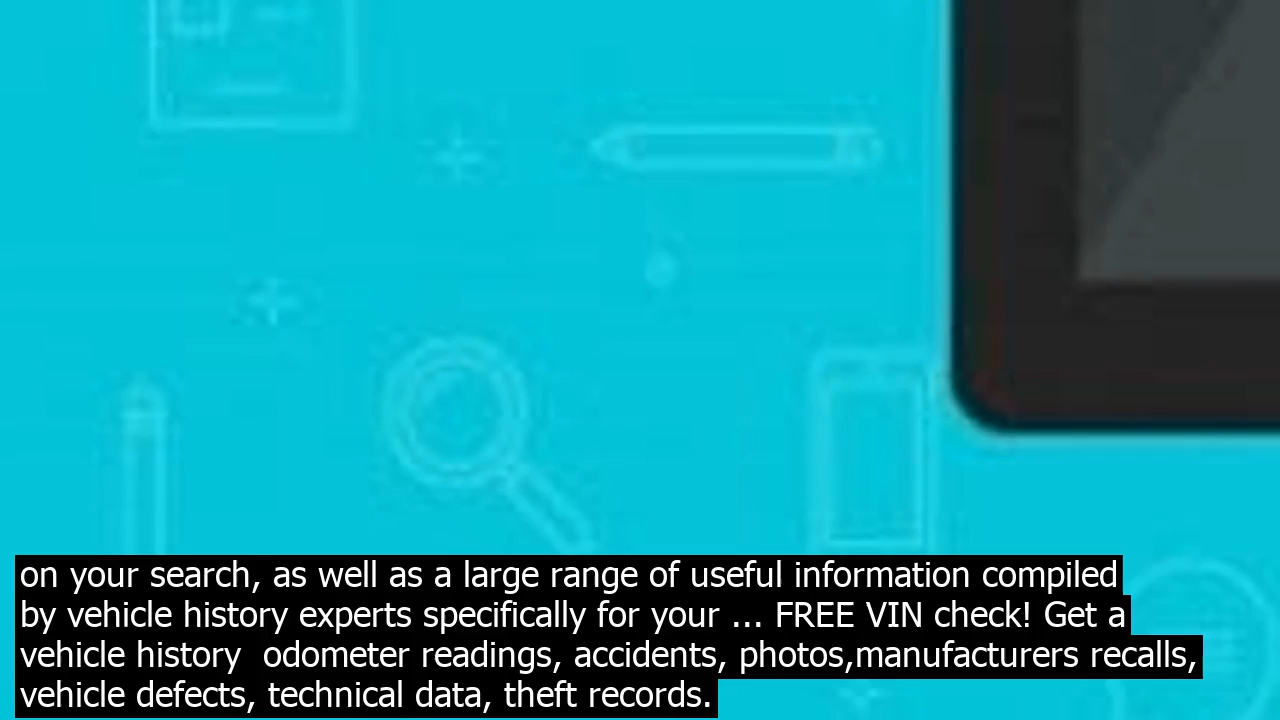 on your search, as well as a large range of useful information compiled
by vehicle history experts specifically for your ... FREE VIN check! Get a
vehicle history  odometer readings, accidents, photos,manufacturers recalls,
vehicle defects, technical data, theft records.